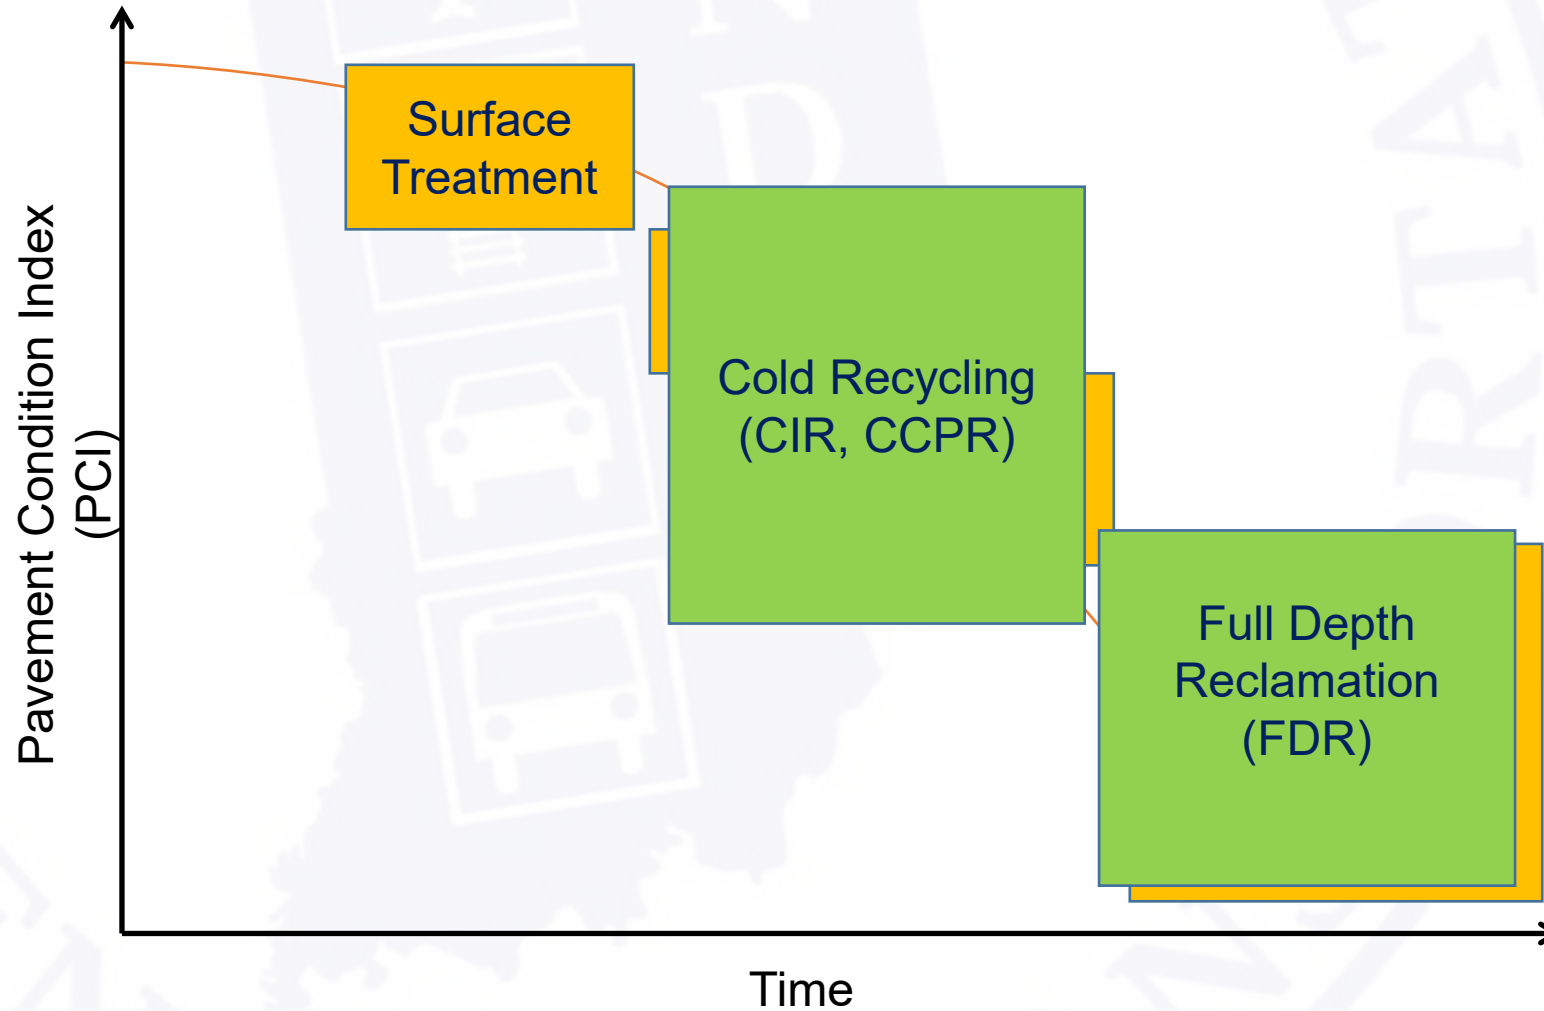 Pavement Condition Index
(PCI)
Surface
Treatment
Cold Recycling
(CIR, CCPR)
Full Depth
Reclamation
(FDR)
Time